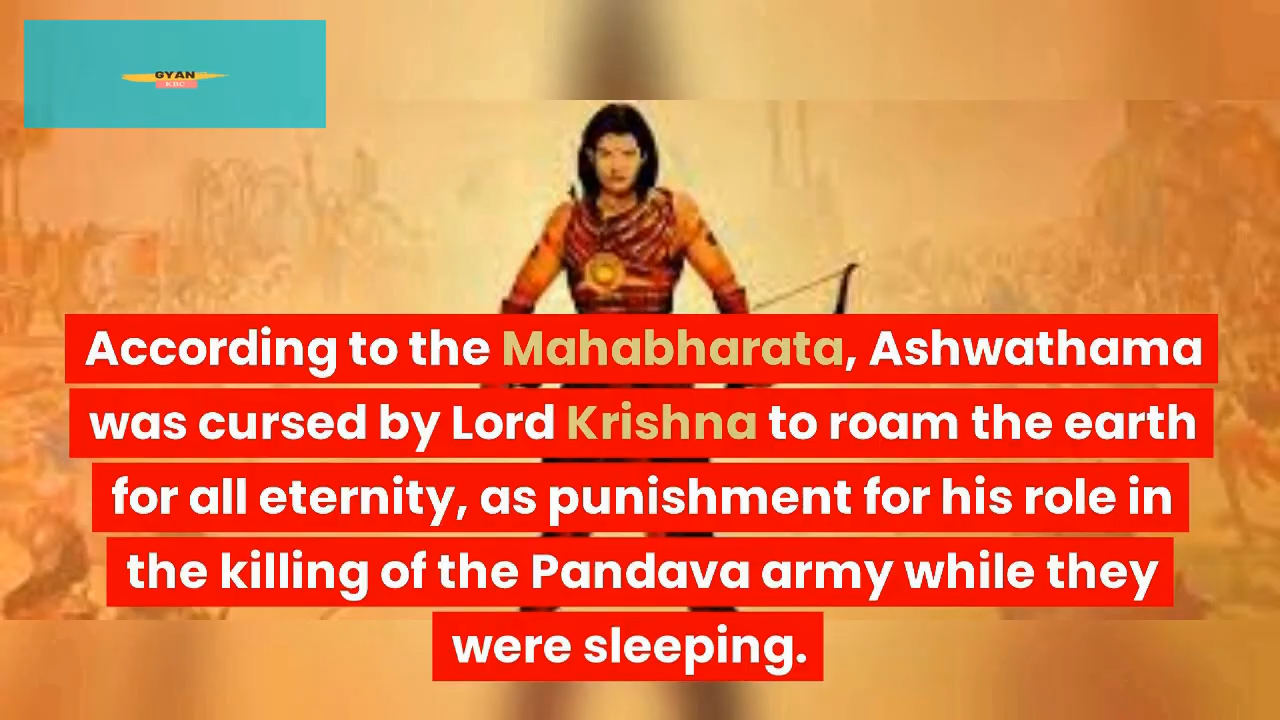 GYAN
KBC
According to the Mahabharata, Ashwathama
was cursed by Lord Krishna to roam the earth
for all eternity, as punishment for his role in
the killing of the Pandava army while they
were sleeping.